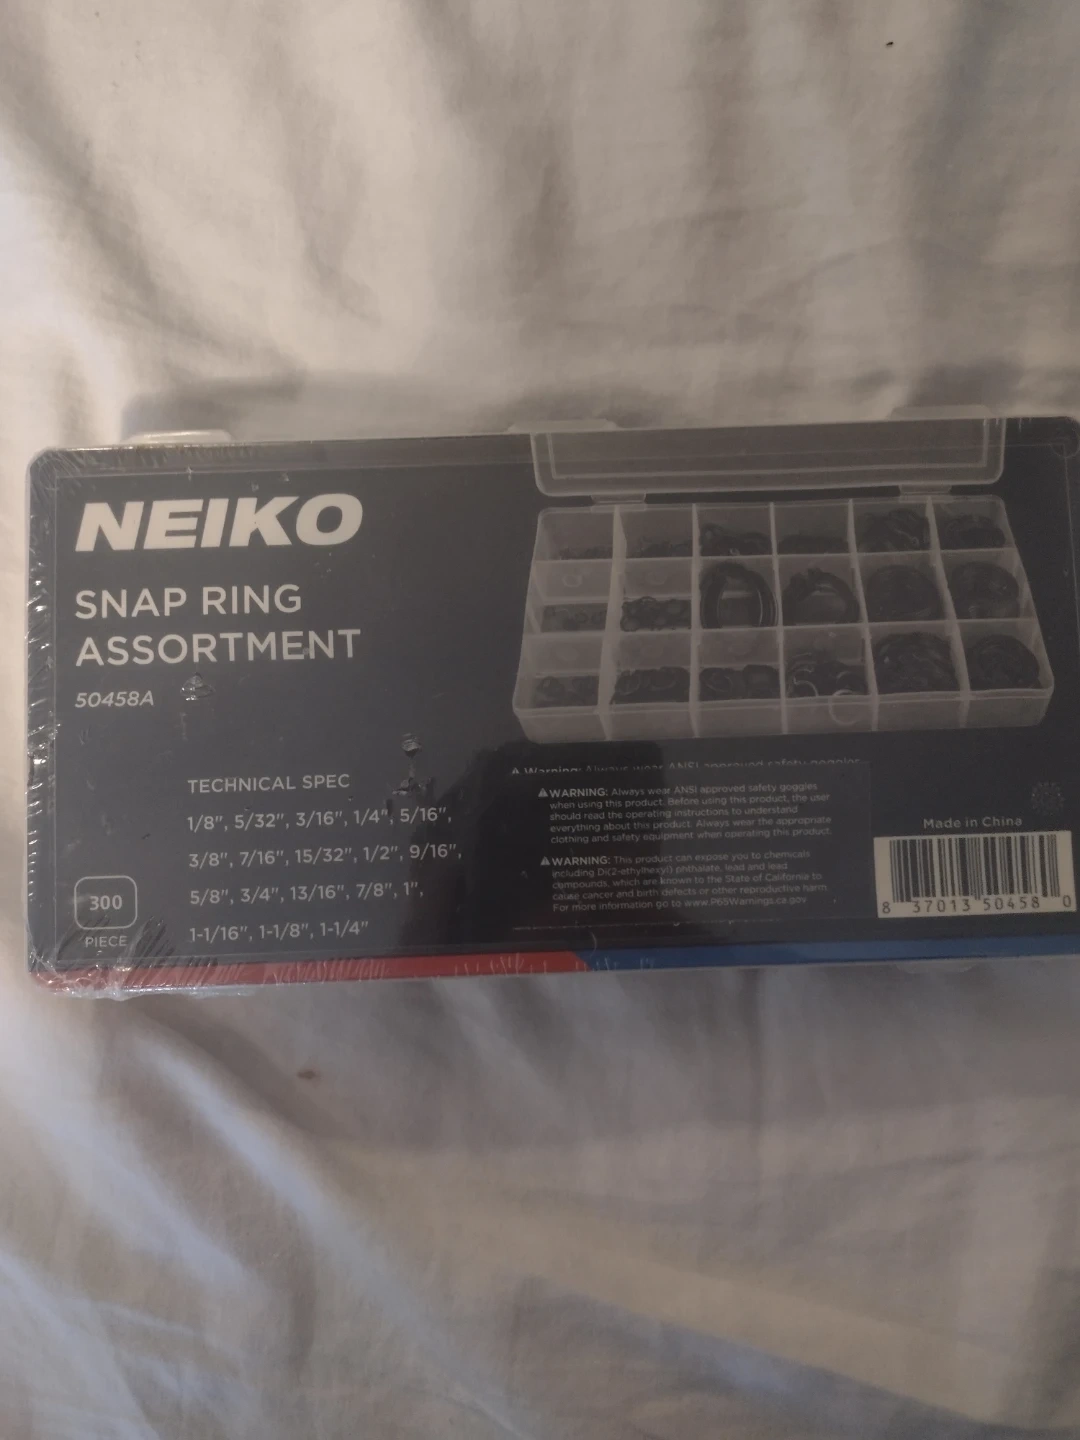 NEIKO
SNAP RING
ASSORTMENT
50458A
TECHNICAL SPEC
1/8", 5/32", 3/16", 1/4", 5/16",
3/8", 7/16", 15/32", 1/2", 9/16",
5/8", 3/4", 13/16", 7/8", 1",
1-1/16", 1-1/8", 1-1/4"
300
PIECE
Warning: Always wear ANSI approved safety goggles
WARNING: Always wear ANSI approved safety goggles
when using this product. Before using this product, the user
should read the operating instructions to understand
everything about this product. Always wear the appropriate
clothing and safety equipment when operating this product.
WARNING: This product can expose you to chemicals
including Di(2-ethylhexyl) phthalate, lead and lead
compounds, which are known to the State of California to
cause cancer and birth defects or other reproductive harm.
For more information go to www.P65Warnings.ca.gov
Made in China
8 37013 50458 0